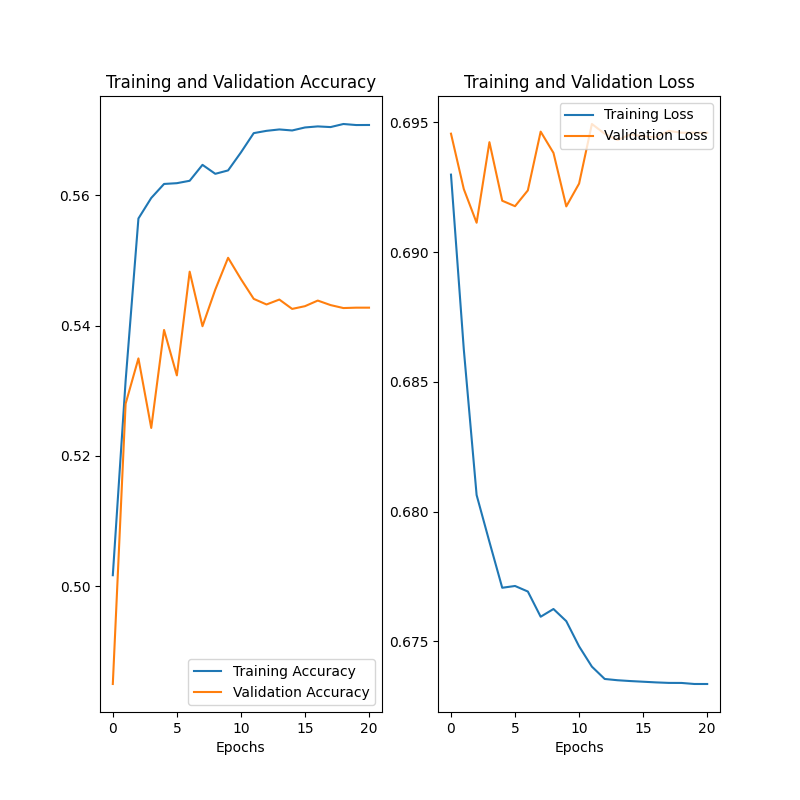 Training and Validation Accuracy
0.56
0.54
0.52
0.50
Training Accuracy
Validation Accuracy
0 5 10 15 20
Epochs
Training and Validation Loss
Training Loss
Validation Loss
0.695
0.690
0.685
0.680
0.675
0 5 10 15 20
Epochs